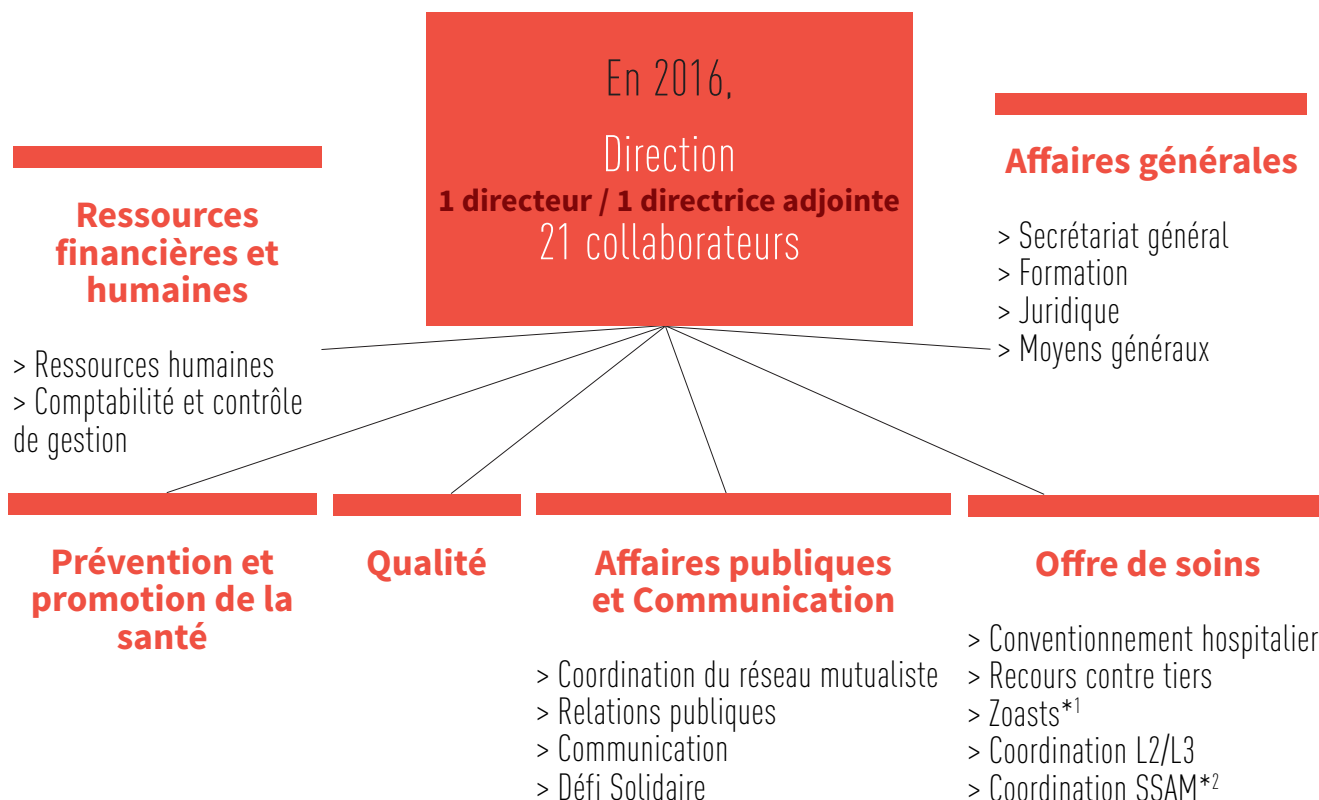 En 2016,
Direction
1 directeur / 1 directrice adjointe
21 collaborateurs
Ressources
financières et
humaines
> Ressources humaines
> Comptabilité et contrôle
de gestion
Affaires générales
> Secrétariat général
> Formation
> Juridique
> Moyens généraux
Prévention et
promotion de la
santé
Qualité
Affaires publiques
et Communication
> Coordination du réseau mutualiste
> Relations publiques
> Communication
> Défi Solidaire
Offre de soins
> Conventionnement hospitalier
> Recours contre tiers
> Zoasts*1
> Coordination L2/L3
> Coordination SSAM*2